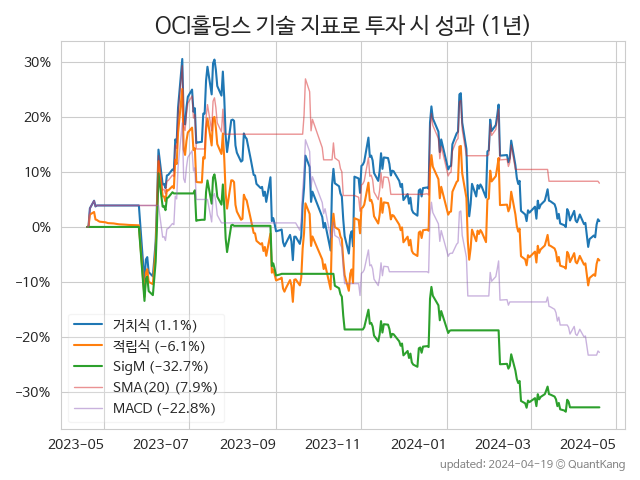 OCI홀딩스 기술 지표로 투자 시 성과 (1년)
30%
20%
10%
0%
−10%
−20%
−30%
거치식 (1.1%)
적립식 (−6.1%)
SigM (−32.7%)
SMA(20) (7.9%)
MACD (−22.8%)
2023−05 2023−07 2023−09 2023−11 2024−01 2024−03 2024−05
updated: 2024−04−19 ⓒ QuantKang